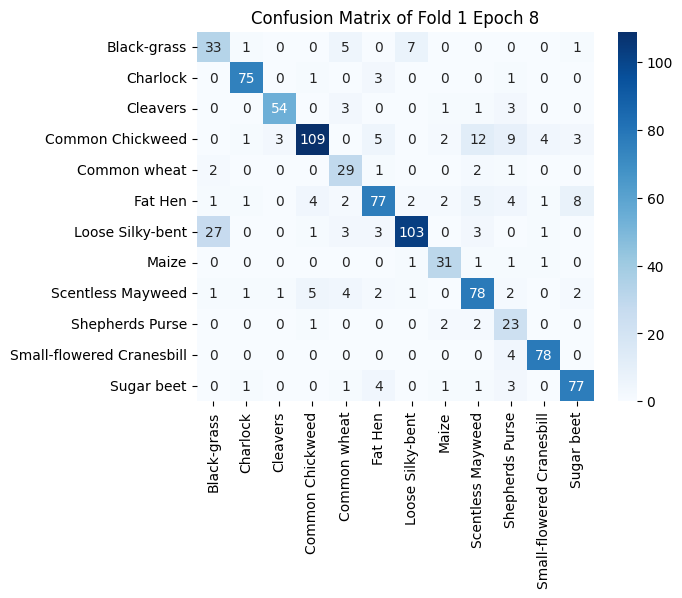 Confusion Matrix of Fold 1 Epoch 8
Black-grass 33 1 0 0 5 0 7 0 0 0 0 1
Charlock 0 75 0 1 0 3 0 0 0 1 0 0
Cleavers 0 0 54 0 3 0 0 1 1 3 0 0
Common Chickweed 0 1 3 109 0 5 0 2 12 9 4 3
Common wheat 2 0 0 0 29 1 0 0 2 1 0 0
Fat Hen 1 1 0 4 2 77 2 2 5 4 1 8
Loose Silky-bent 27 0 0 1 3 3 103 0 3 0 1 0
Maize 0 0 0 0 0 0 1 31 1 1 1 0
Scentless Mayweed 1 1 1 5 4 2 1 0 78 2 0 2
Shepherds Purse 0 0 0 1 0 0 0 2 2 23 0 0
Small-flowered Cranesbill 0 0 0 0 0 0 0 0 0 4 78 0
Sugar beet 0 1 0 0 1 4 0 1 1 3 0 77
Black-grass
Charlock
Cleavers
Common Chickweed
Common wheat
Fat Hen
Loose Silky-bent
Maize
Scentless Mayweed
Shepherds Purse
Small-flowered Cranesbill
Sugar beet
100
80
60
40
20
0